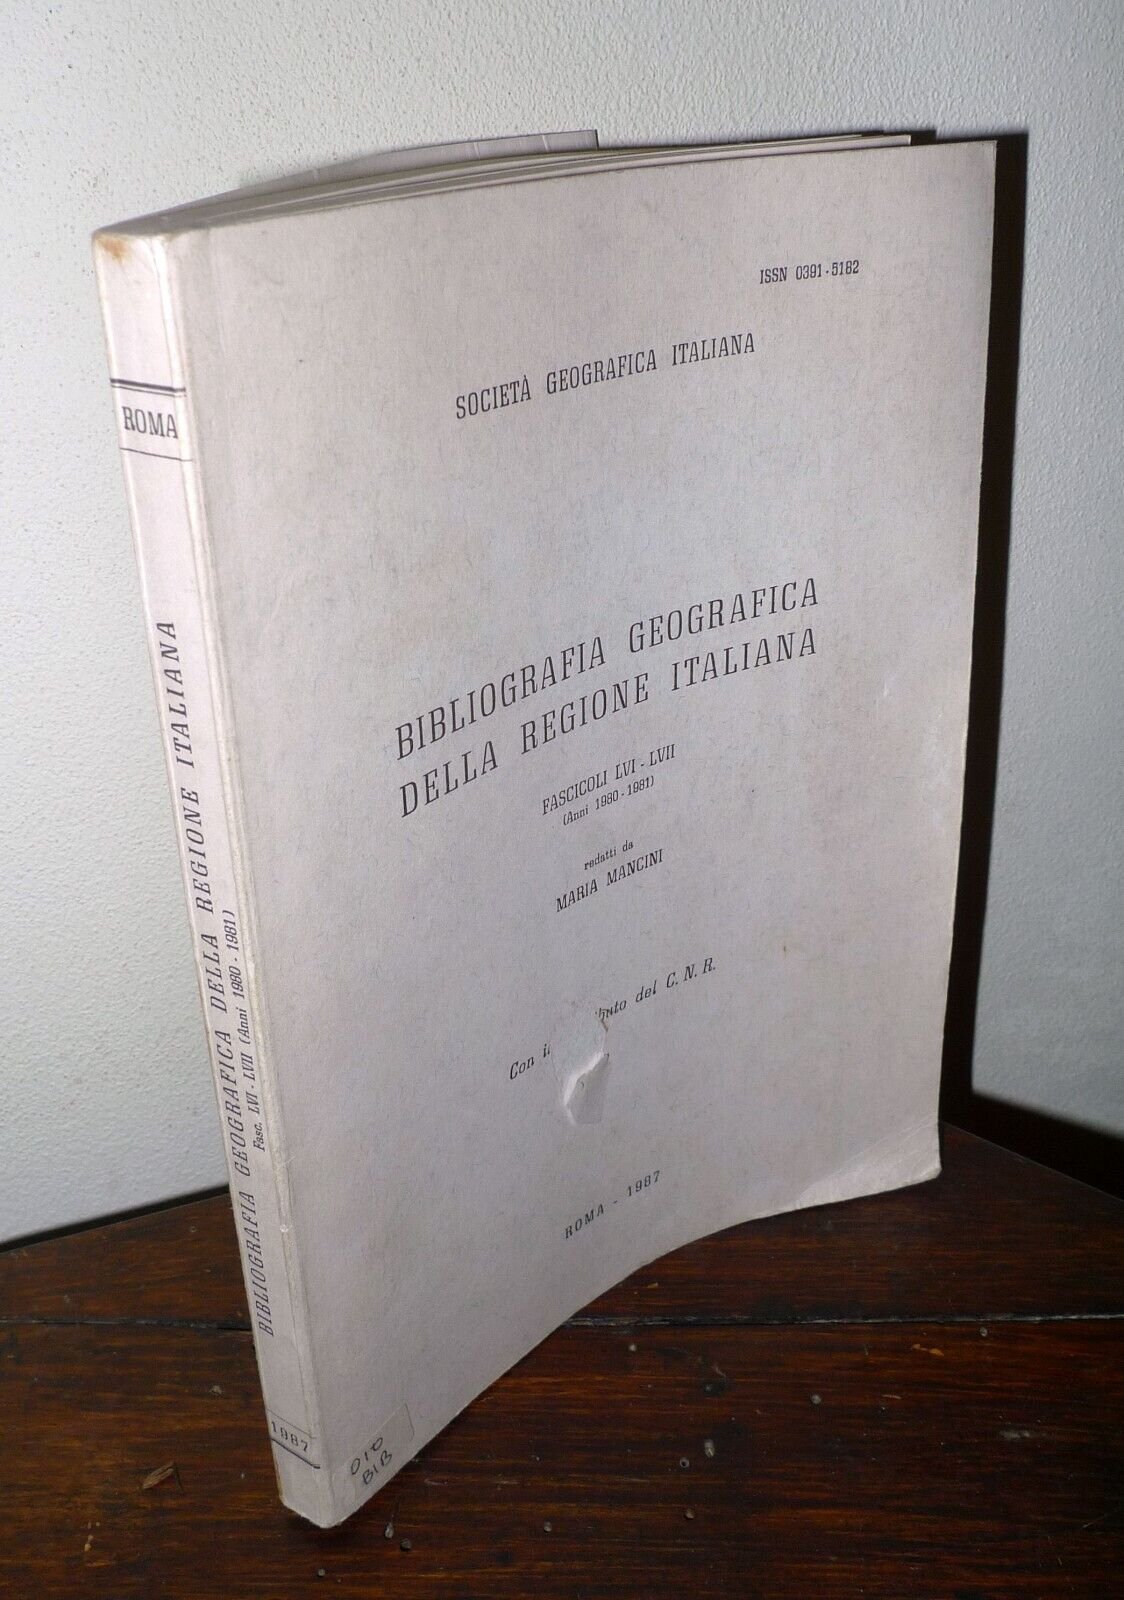 ISSN 0391-5182
SOCIETÀ GEOGRAFICA ITALIANA
BIBLIOGRAFIA GEOGRAFICA
DELLA REGIONE ITALIANA
FASCICOLI LVI - LVII
(Anni 1980 - 1981)
redatti da
MARIA MANCINI
Con del C. N. R.
ROMA - 1987
010
BIB
ROMA
BIBLIOGRAFIA GEOGRAFICA DELLA REGIONE ITALIANA
Fasc. LVI - LVII (Anni 1980 - 1981)
1987